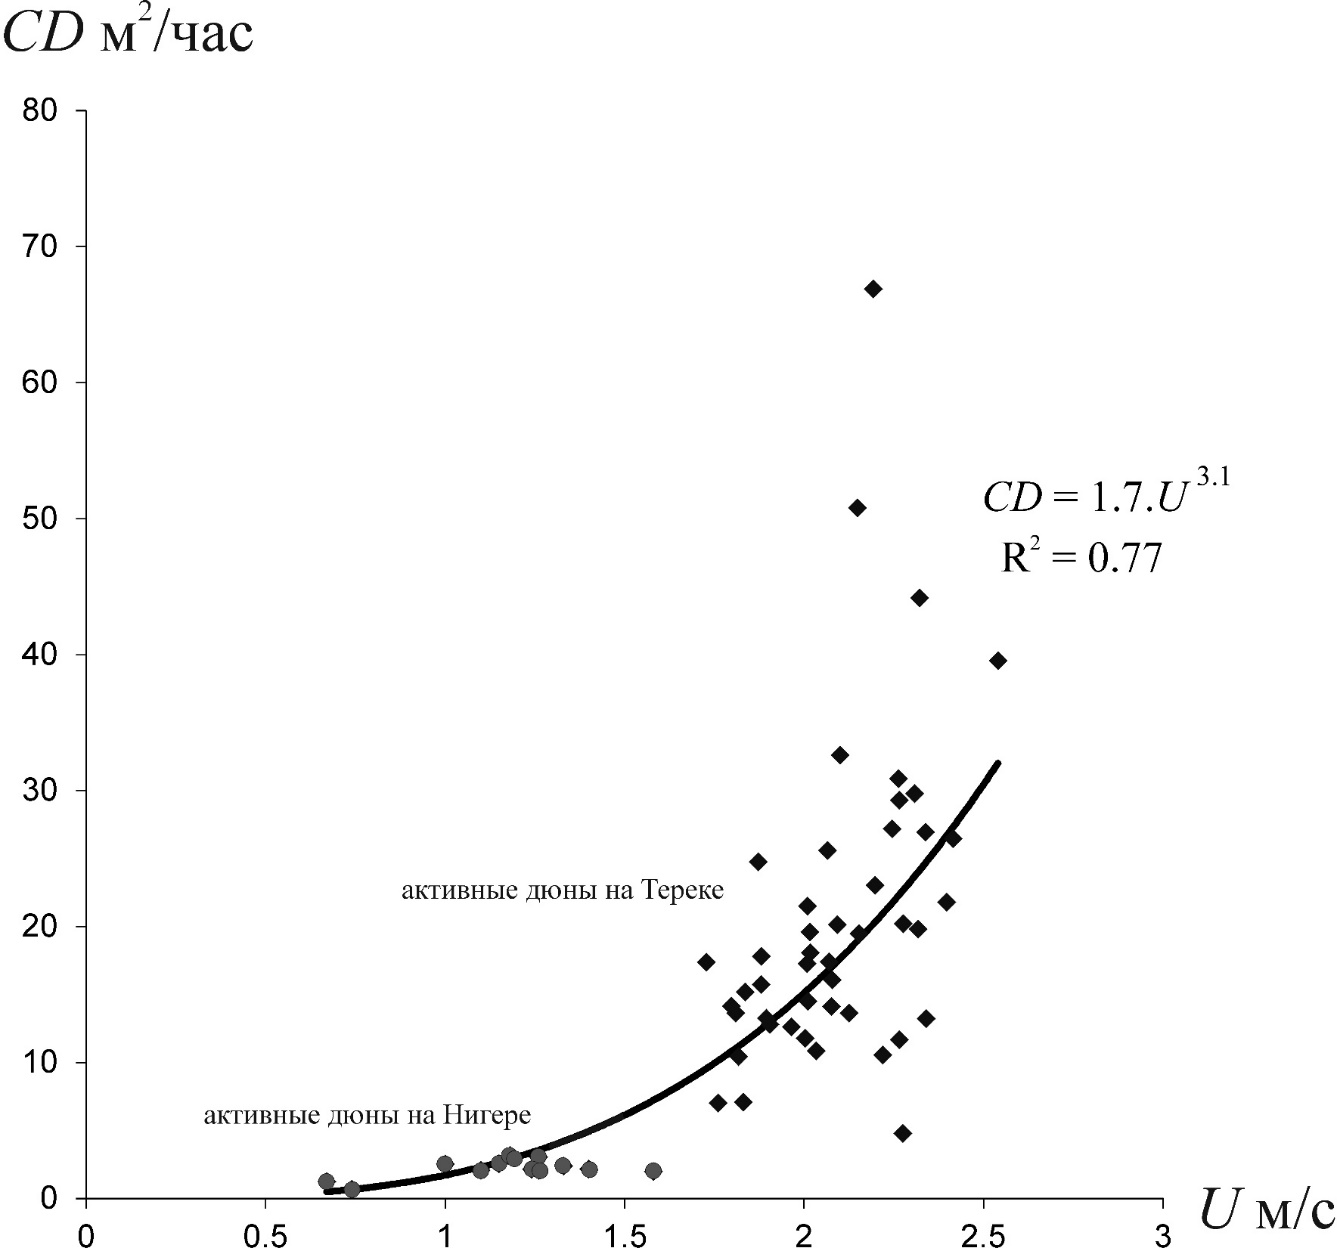 CD м²/час
80
70
60
50
CD = 1.7.U^3.1
R² = 0.77
40
30
активные дюны на Тереке
20
10
активные дюны на Нигере
0
0 0.5 1 1.5 2 2.5 3
U м/с